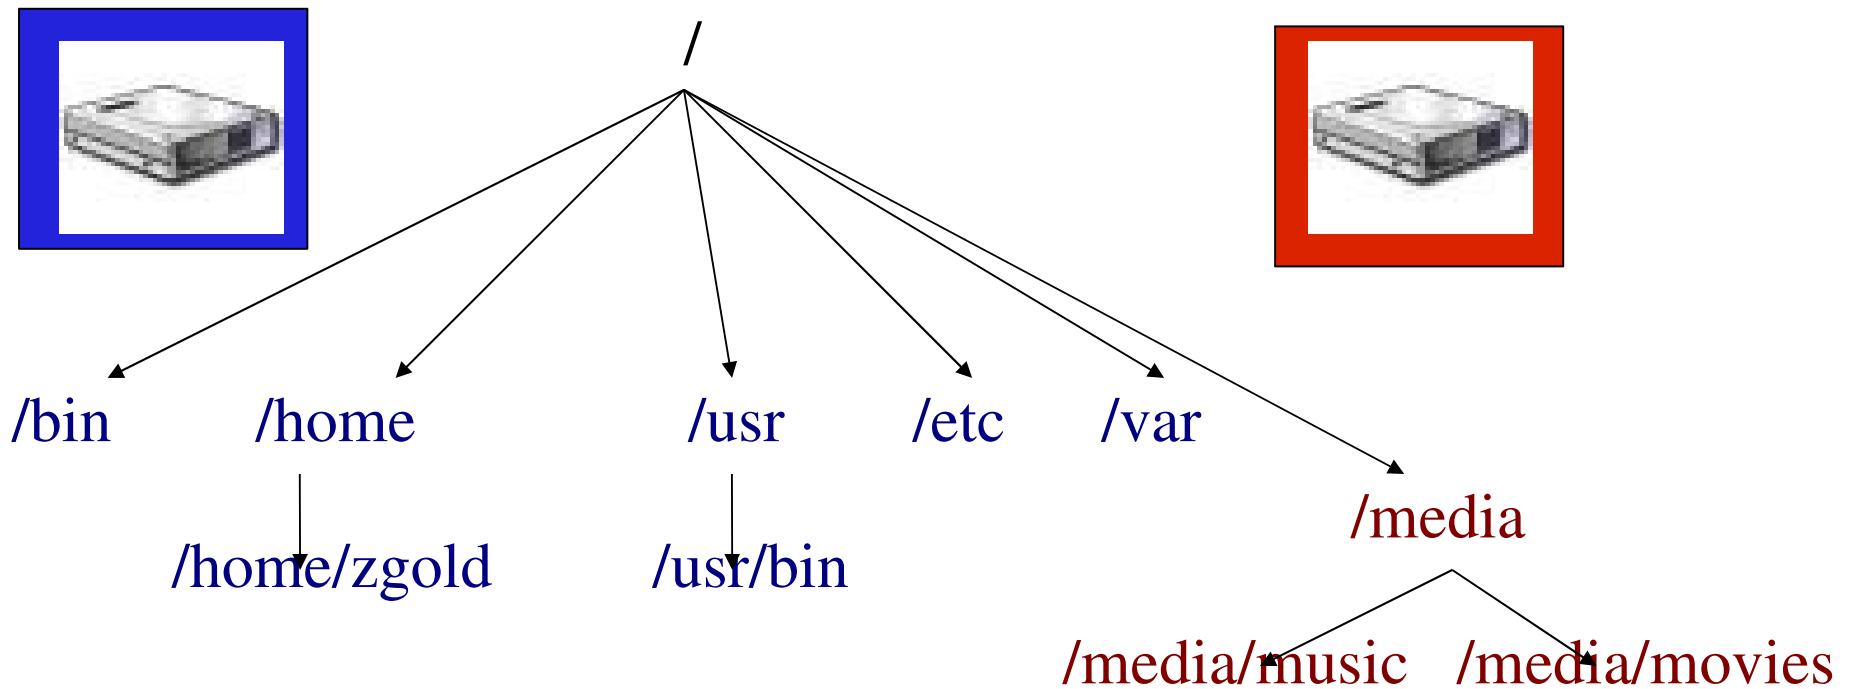 /
/bin /home /usr /etc /var
/media
/home/zgold /usr/bin
/media/music /media/movies